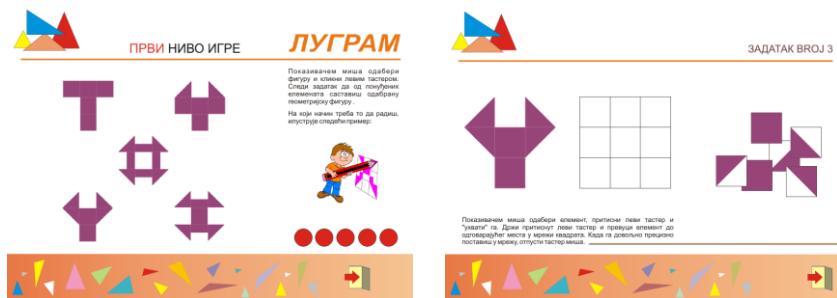 ПРВИ НИВО ИГРЕ
ЛУГРАМ
Показивачем миша одабери
фигуру и кликни левим тастером.
Следи задатак да од понуђених
елемената саставиш одабрану
геометријску фигуру .
На који начин треба то да радиш,
илуструје следећи пример:
ЗАДАТАК BROJ 3
Показивачем миша одабери елемент, притисни леви тастер и
"ухвати" га. Држи притиснут леви тастер и превуци елемент до
одговарајућег места у мрежи квадрата. Када га довољно прецизно
поставиш у мрежу, отпусти тастер миша.